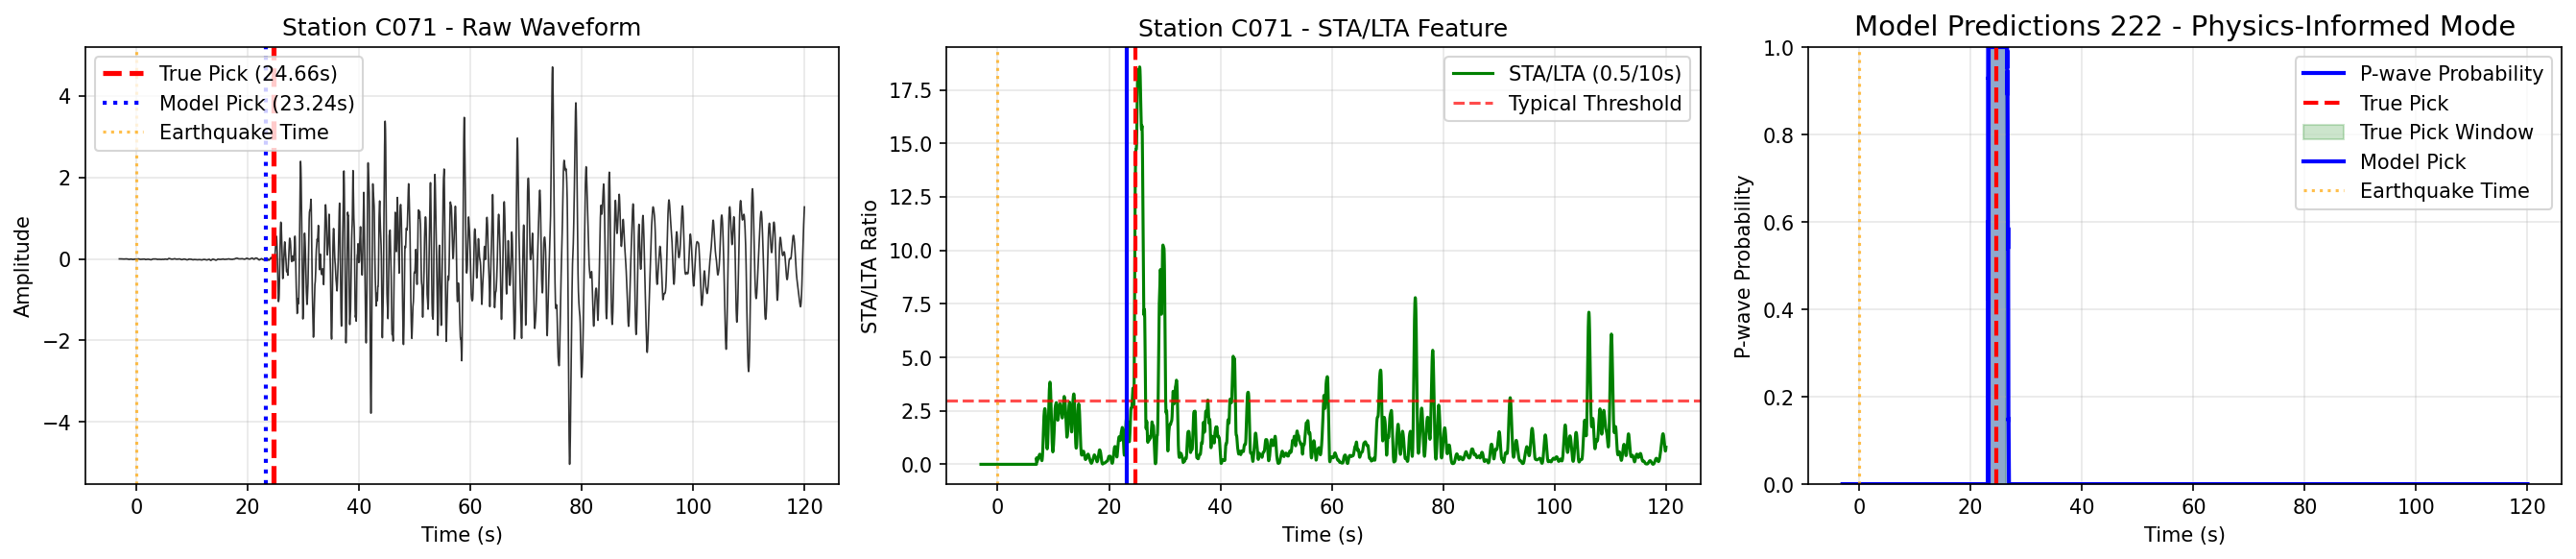 Station C071 - Raw Waveform
True Pick (24.66s)
Model Pick (23.24s)
Earthquake Time
4
2
0
−2
−4
Amplitude
0
20
40
60
80
100
120
Time (s)
Station C071 - STA/LTA Feature
STA/LTA (0.5/10s)
Typical Threshold
17.5
15.0
12.5
10.0
7.5
5.0
2.5
0.0
STA/LTA Ratio
0
20
40
60
80
100
120
Time (s)
Model Predictions 222 - Physics-Informed Mode
P-wave Probability
True Pick
True Pick Window
Model Pick
Earthquake Time
1.0
0.8
0.6
0.4
0.2
0.0
P-wave Probability
0
20
40
60
80
100
120
Time (s)